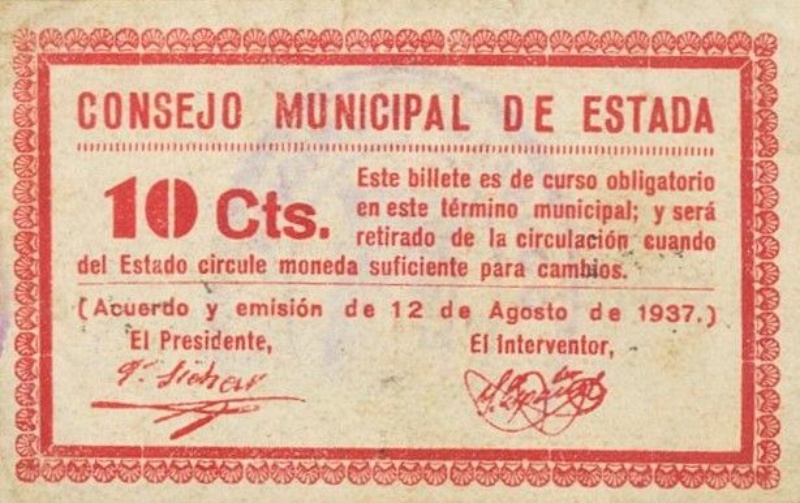 CONSEJO MUNICIPAL DE ESTADA
10 Cts.
Este billete es de curso obligatorio
en este término municipal; y será
retirado de la circulación cuando
del Estado circule moneda suficiente para cambios.
(Acuerdo y emisión de 12 de Agosto de 1937.)
El Presidente,
El Interventor,